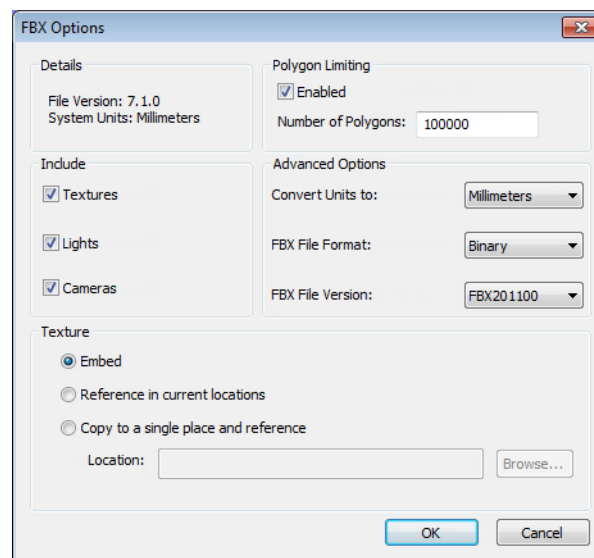 FBX Options
Details
File Version: 7.1.0
System Units: Millimeters
Polygon Limiting
Enabled
Number of Polygons: 100000
Include
Textures
Lights
Cameras
Advanced Options
Convert Units to: Millimeters
FBX File Format: Binary
FBX File Version: FBX201100
Texture
Embed
Reference in current locations
Copy to a single place and reference
Location: Browse...
OK Cancel